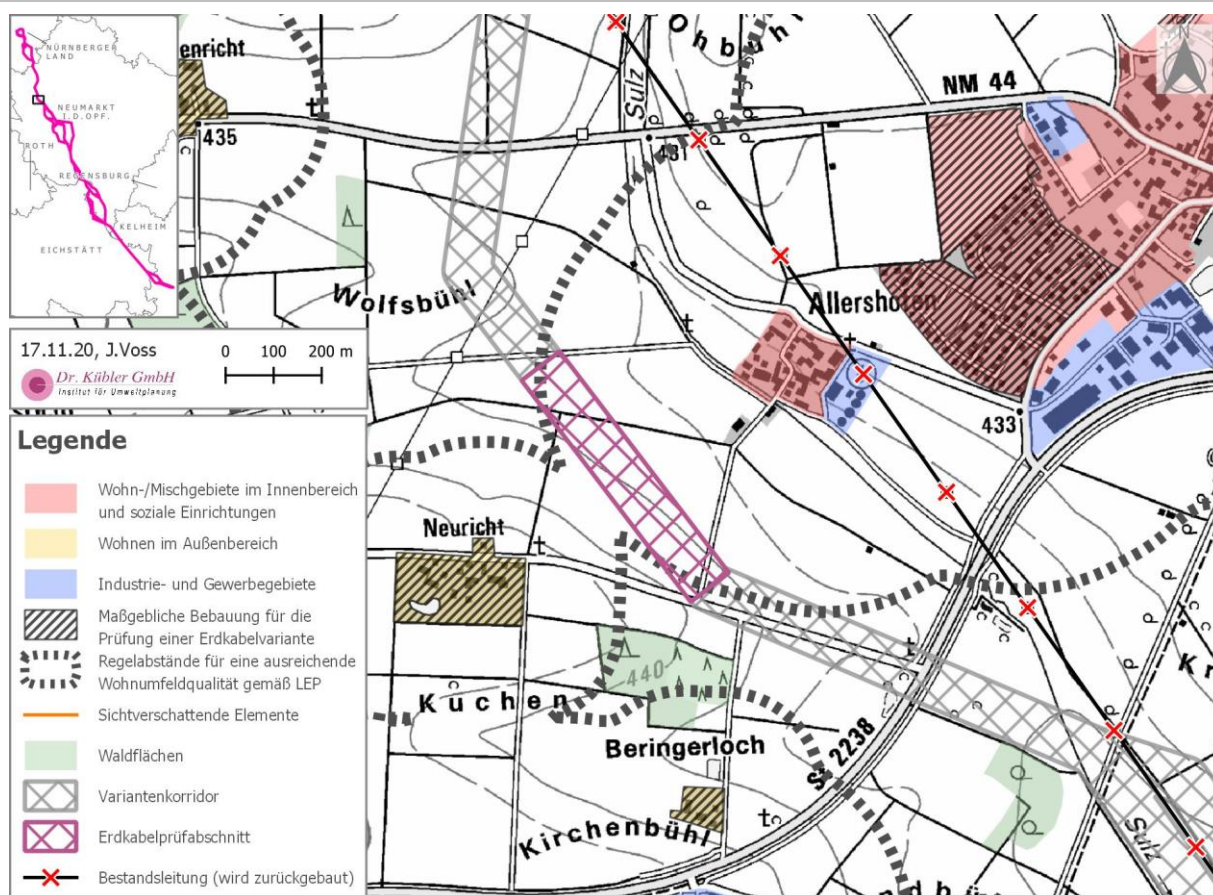 NÜRNBERGER
LAND
NEUMARKT
I.D.OPF.
ROTH
REGENSBURG
KELHEIM
EICHSTÄTT
17.11.20, J.Voss
0 100 200 m
Dr. Kübler GmbH
Institut für Umweltplanung
Legende
Wohn-/Mischgebiete im Innenbereich
und soziale Einrichtungen
Wohnen im Außenbereich
Industrie- und Gewerbegebiete
Maßgebliche Bebauung für die
Prüfung einer Erdkabelvariante
Regelabstände für eine ausreichende
Wohnumfeldqualität gemäß LEP
Sichtverschattende Elemente
Waldflächen
Variantenkorridor
Erdkabelprüfabschnitt
Bestandsleitung (wird zurückgebaut)
enricht
435
Sulz
Ohbühl
NM 44
N
431
Wolfsbühl
Allershofen
433
Neuricht
440
Kuchen
Beringerloch
St 2238
Kirchenbühl
Sulz
Kr